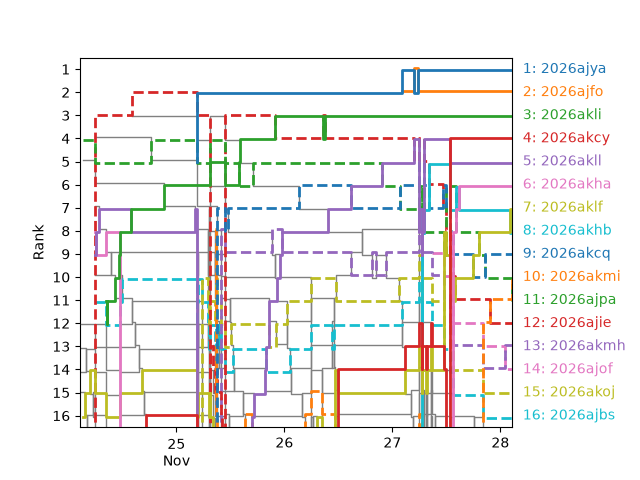 1
2
3
4
5
6
7
8
9
10
11
12
13
14
15
16
Rank
25
26
27
28
Nov
1: 2026ajya
2: 2026ajfo
3: 2026akli
4: 2026akcy
5: 2026akll
6: 2026akha
7: 2026aklf
8: 2026akhb
9: 2026akcq
10: 2026akmi
11: 2026ajpa
12: 2026ajie
13: 2026akmh
14: 2026ajof
15: 2026akoj
16: 2026ajbs